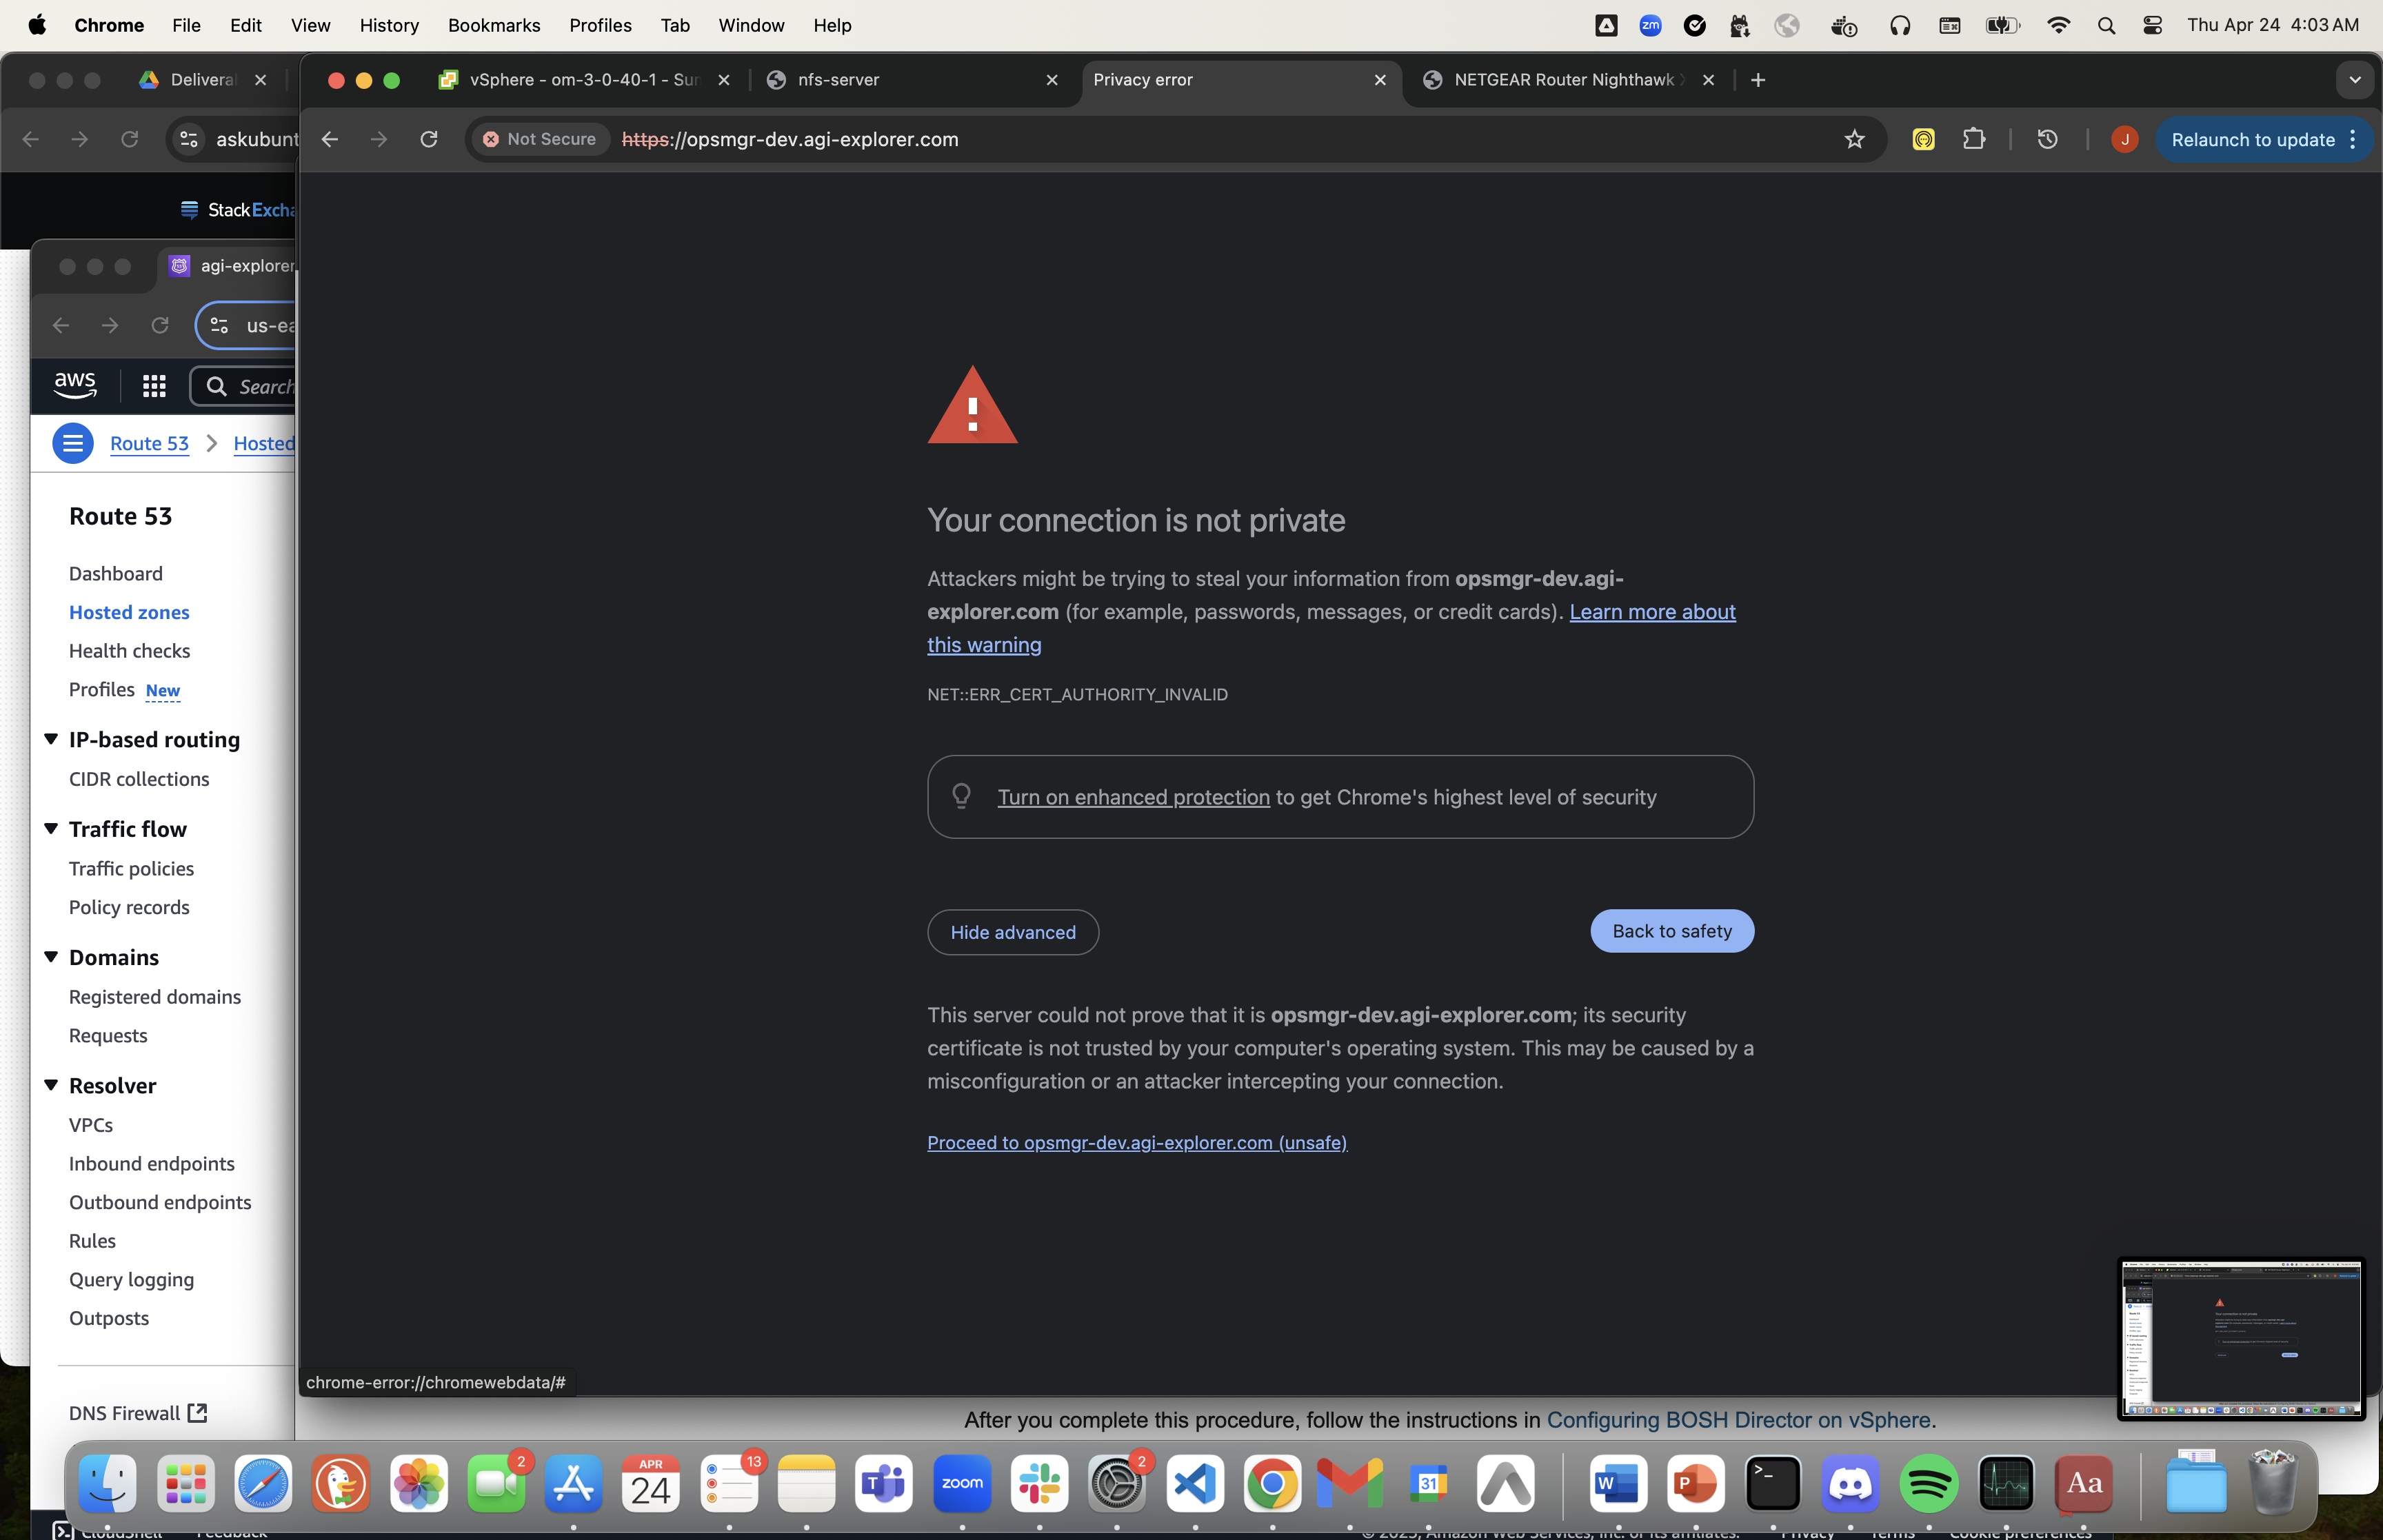 Chrome File Edit View History Bookmarks Profiles Tab Window Help
zm
Thu Apr 24 4:03 AM
Delivera
vSphere - om-3-0-40-1 - Sum
nfs-server
Privacy error
NETGEAR Router Nighthawk
askubunt
Not Secure
https://opsmgr-dev.agi-explorer.com
J
Relaunch to update
StackExcha
agi-explorer
us-ea
aws
Search
Route 53
Hosted
Route 53
Dashboard
Hosted zones
Health checks
Profiles New
IP-based routing
CIDR collections
Traffic flow
Traffic policies
Policy records
Domains
Registered domains
Requests
Resolver
VPCs
Inbound endpoints
Outbound endpoints
Rules
Query logging
Outposts
DNS Firewall
Your connection is not private
Attackers might be trying to steal your information from opsmgr-dev.agi-
explorer.com (for example, passwords, messages, or credit cards). Learn more about
this warning
NET::ERR_CERT_AUTHORITY_INVALID
Turn on enhanced protection to get Chrome's highest level of security
Hide advanced
Back to safety
This server could not prove that it is opsmgr-dev.agi-explorer.com; its security
certificate is not trusted by your computer's operating system. This may be caused by a
misconfiguration or an attacker intercepting your connection.
Proceed to opsmgr-dev.agi-explorer.com (unsafe)
chrome-error://chromewebdata/#
After you complete this procedure, follow the instructions in Configuring BOSH Director on vSphere.
2
APR
24
13
T
zoom
2
31
W
P
>_
Aa
CloudShell Feedback
© 2025, Amazon Web Services, Inc. or its affiliates. Privacy Terms Cookie preferences